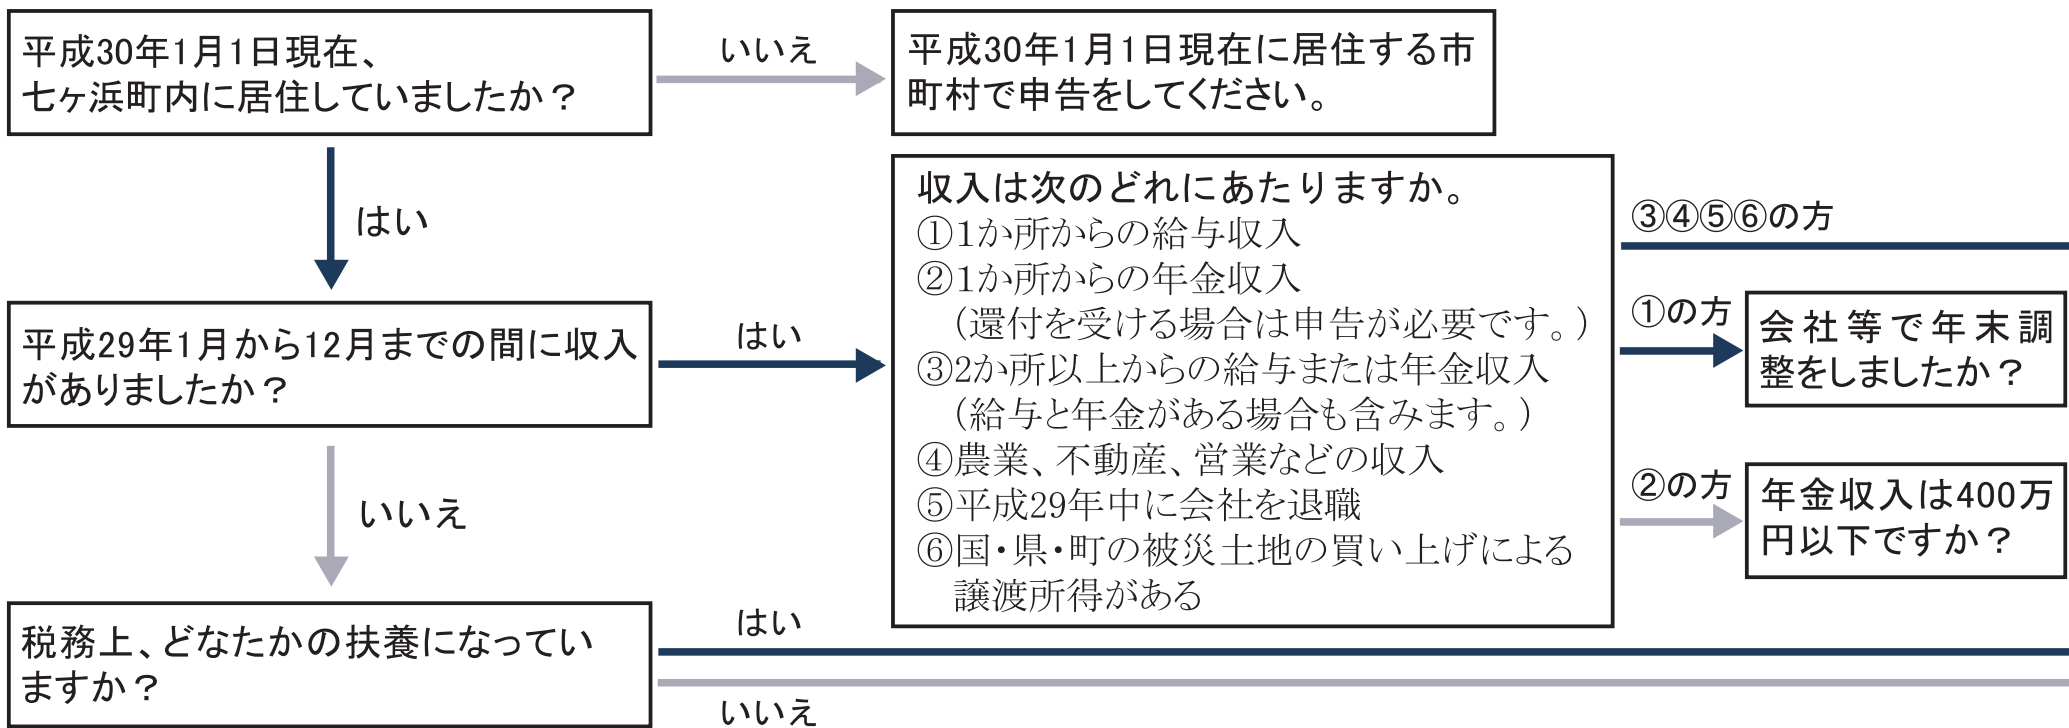 平成30年1月1日現在、
七ヶ浜町内に居住していましたか？
いいえ
平成30年1月1日現在に居住する市
町村で申告をしてください。
はい
平成29年1月から12月までの間に収入
がありましたか？
はい
収入は次のどれにあたりますか。
①1か所からの給与収入
②1か所からの年金収入
（還付を受ける場合は申告が必要です。）
③2か所以上からの給与または年金収入
（給与と年金がある場合も含みます。）
④農業、不動産、営業などの収入
⑤平成29年中に会社を退職
⑥国・県・町の被災土地の買い上げによる
譲渡所得がある
③④⑤⑥の方
①の方
会社等で年末調
整をしましたか？
②の方
年金収入は400万
円以下ですか？
いいえ
税務上、どなたかの扶養になってい
ますか？
はい
いいえ